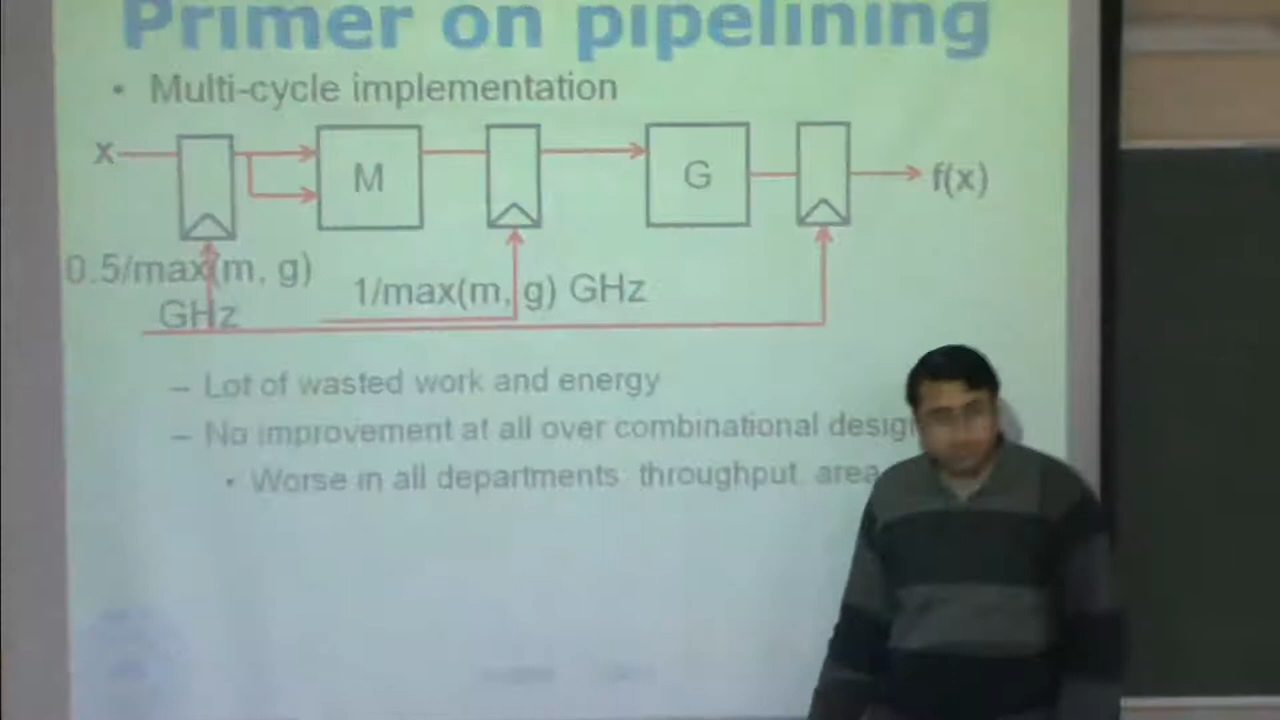 Primer on pipelining
• Multi-cycle implementation
x
M
G
f(x)
0.5/max(m, g)
GHz
1/max(m, g) GHz
– Lot of wasted work and energy
– No improvement at all over combinational
• Worse in all departments throughput area